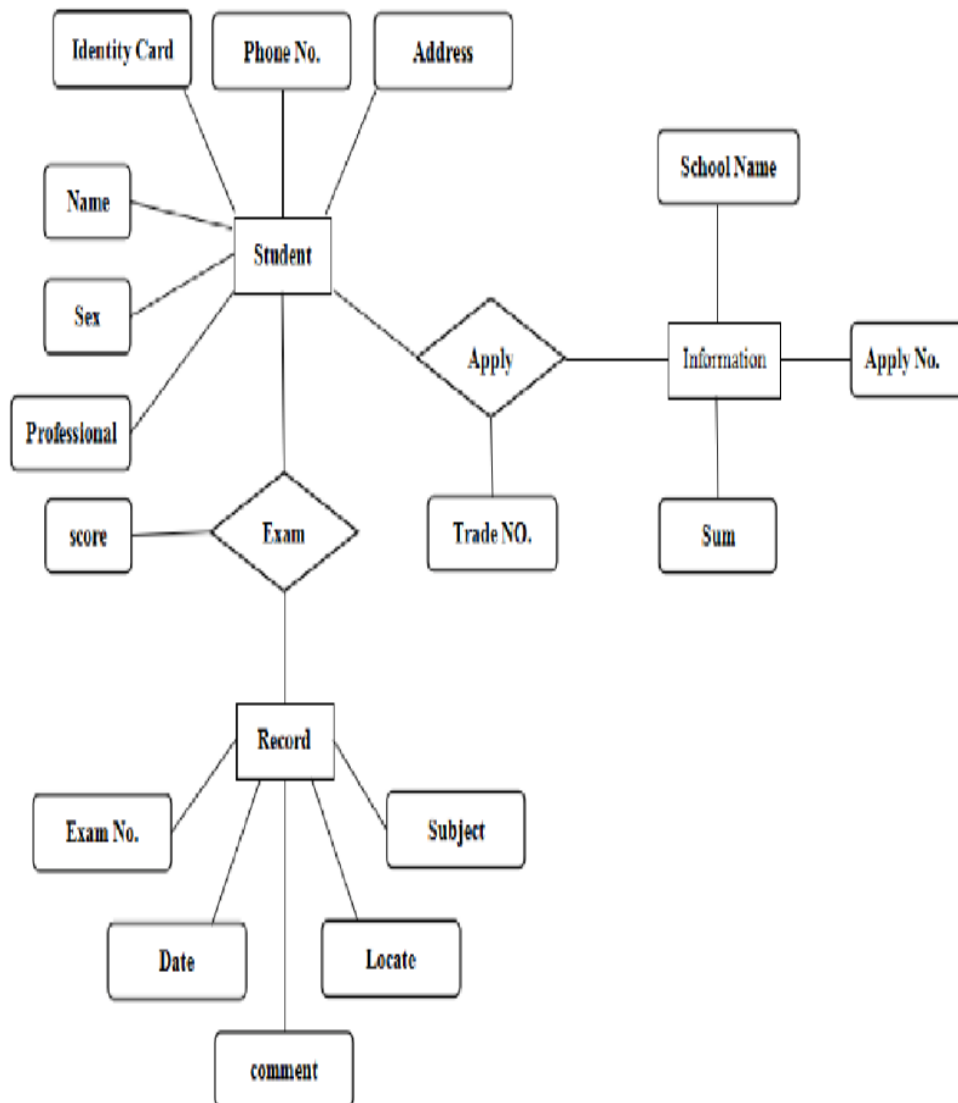 Identity Card
Phone No.
Address
School Name
Name
Student
Sex
Apply
Information
Apply No.
Professional
score
Exam
Trade NO.
Sum
Record
Exam No.
Subject
Date
Locate
comment